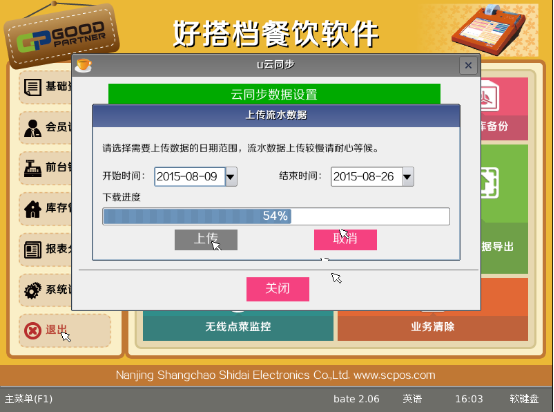 GOOD
PARTNER
好搭档餐饮软件
u云同步
云同步数据设置
上传流水数据
请选择需要上传数据的日期范围，流水数据上传较慢请耐心等候。
开始时间： 2015-08-09 结束时间： 2015-08-26
下载进度
54%
上传 取消
关闭
基础
会员
前台
库存
报表
系统
退出
备份
据导出
无线点菜监控 业务清除
Nanjing Shangchao Shidai Electronics Co.,Ltd. www.scpos.com
主菜单(F1) bate 2.06 英语 16:03 软键盘